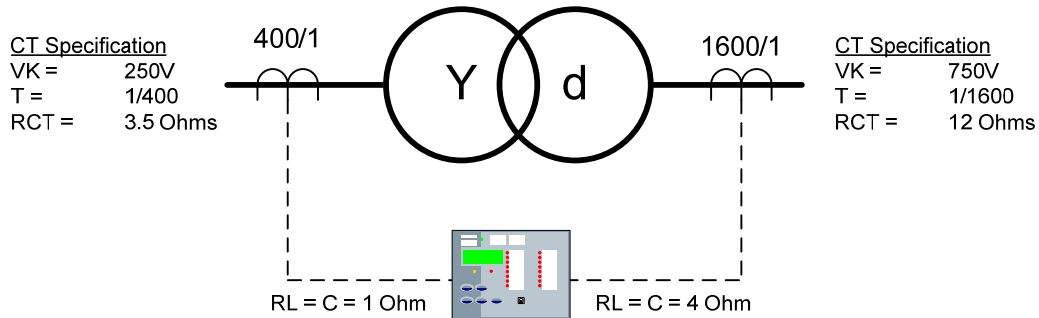 CT Specification
VK = 250V
T = 1/400
RCT = 3.5 Ohms
400/1
Y
d
1600/1
CT Specification
VK = 750V
T = 1/1600
RCT = 12 Ohms
RL = C = 1 Ohm
RL = C = 4 Ohm